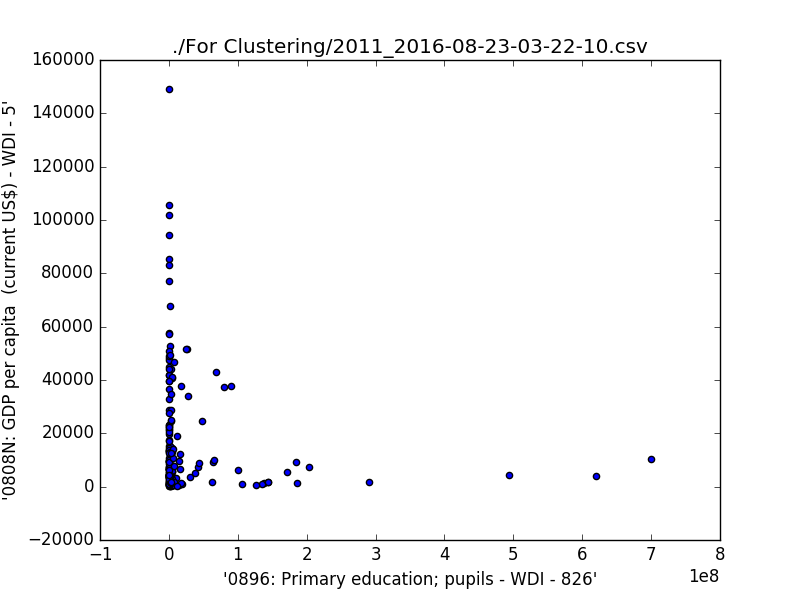 ./For Clustering/2011_2016-08-23-03-22-10.csv
160000
140000
120000
100000
80000
60000
40000
20000
0
−20000
'0808N: GDP per capita  (current US$) - WDI - 5'
−1 0 1 2 3 4 5 6 7 8
1e8
'0896: Primary education; pupils - WDI - 826'